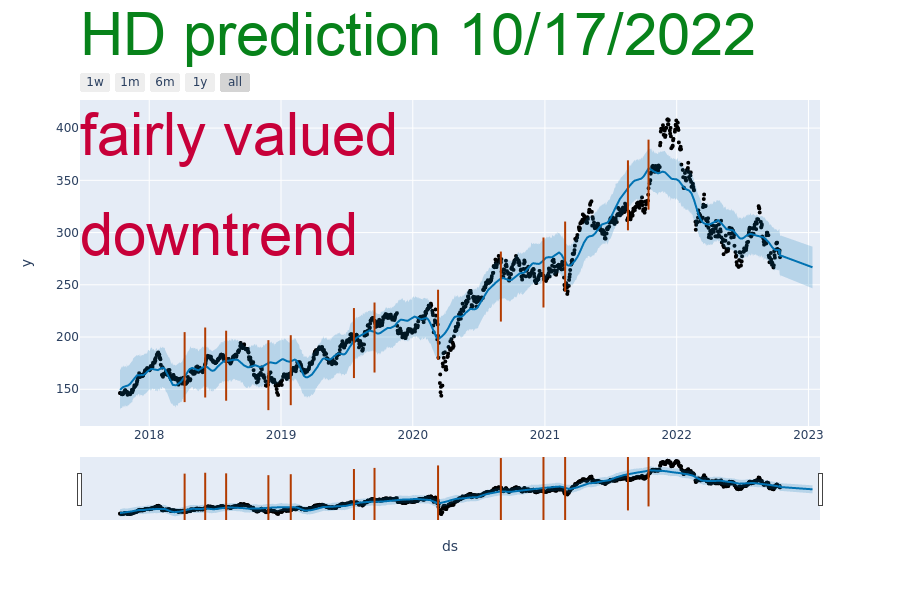 HD prediction 10/17/2022
1w 1m 6m 1y all
fairly valued
downtrend
400
350
300
250
200
150
y
2018 2019 2020 2021 2022 2023
ds